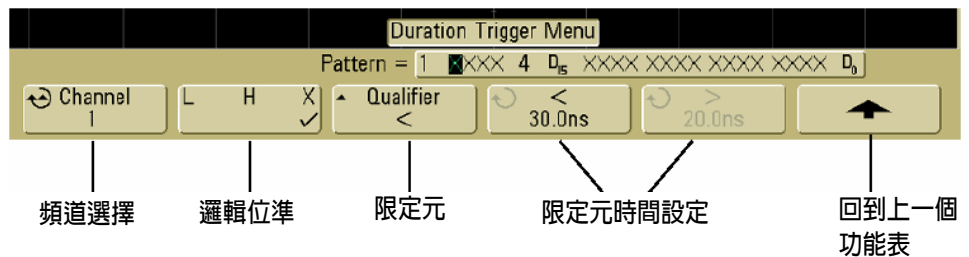 Duration Trigger Menu
Pattern = 1 XXXX 4 D15 XXXX XXXX XXXX XXXX D0
Channel
1
L H X
✓
Qualifier
<
<
30.0ns
>
20.0ns
頻道選擇
邏輯位準
限定元
限定元時間設定
回到上一個
功能表